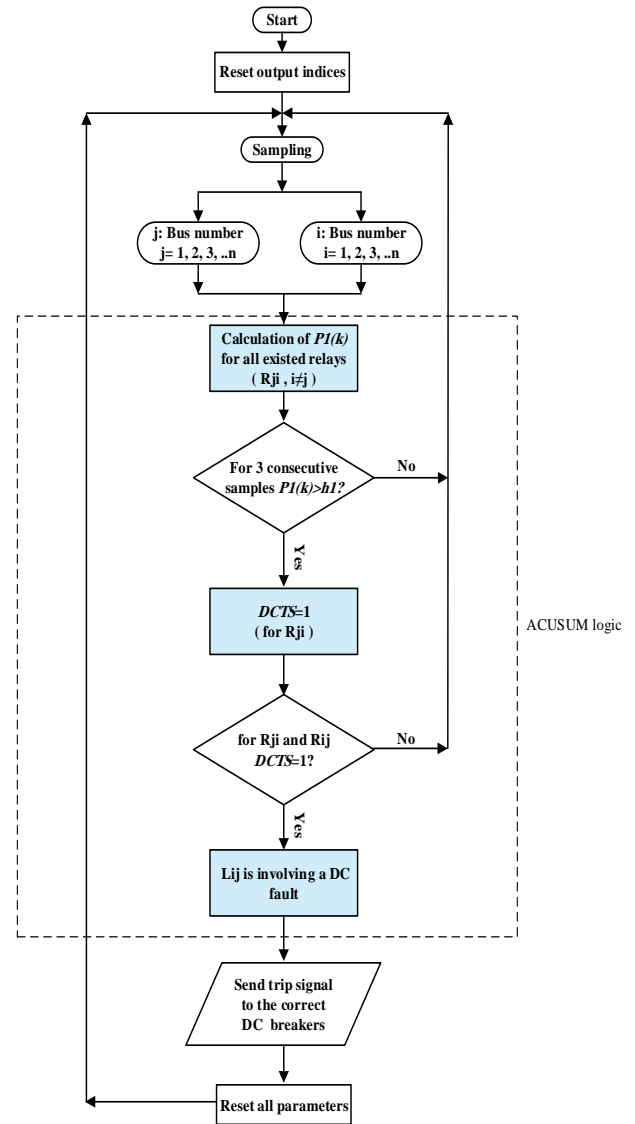 Start
Reset output indices
Sampling
j: Bus number
j= 1, 2, 3, ..n
i: Bus number
i= 1, 2, 3, ..n
Calculation of P1(k)
for all existed relays
( Rji , i≠j )
For 3 consecutive
samples P1(k)>h1?
No
Yes
DCTS=1
( for Rji )
ACUSUM logic
for Rji and Rij
DCTS=1?
No
Yes
Lij is involving a DC
fault
Send trip signal
to the correct
DC breakers
Reset all parameters